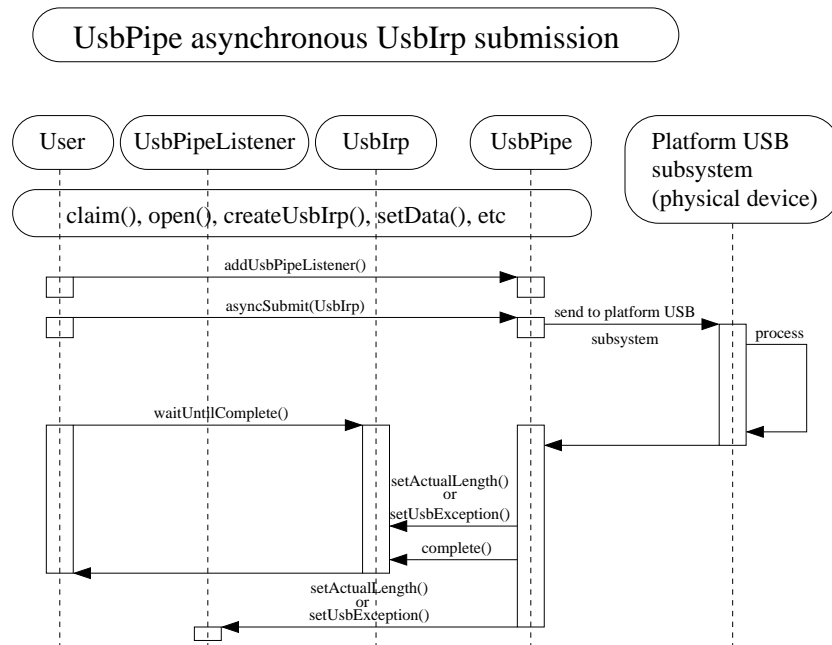 UsbPipe asynchronous UsbIrp submission
User
UsbPipeListener
UsbIrp
UsbPipe
Platform USB
subsystem
(physical device)
claim(), open(), createUsbIrp(), setData(), etc
addUsbPipeListener()
asyncSubmit(UsbIrp)
send to platform USB
subsystem
process
waitUntilComplete()
setActualLength()
or
setUsbException()
complete()
setActualLength()
or
setUsbException()